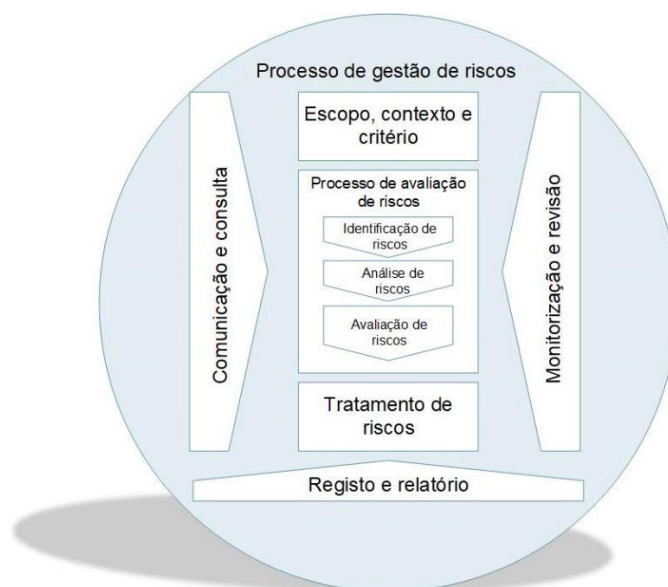 Processo de gestão de riscos
Escopo, contexto e
critério
Processo de avaliação
de riscos
Identificação de
riscos
Análise de
riscos
Avaliação de
riscos
Tratamento de
riscos
Comunicação e consulta
Monitorização e revisão
Registo e relatório